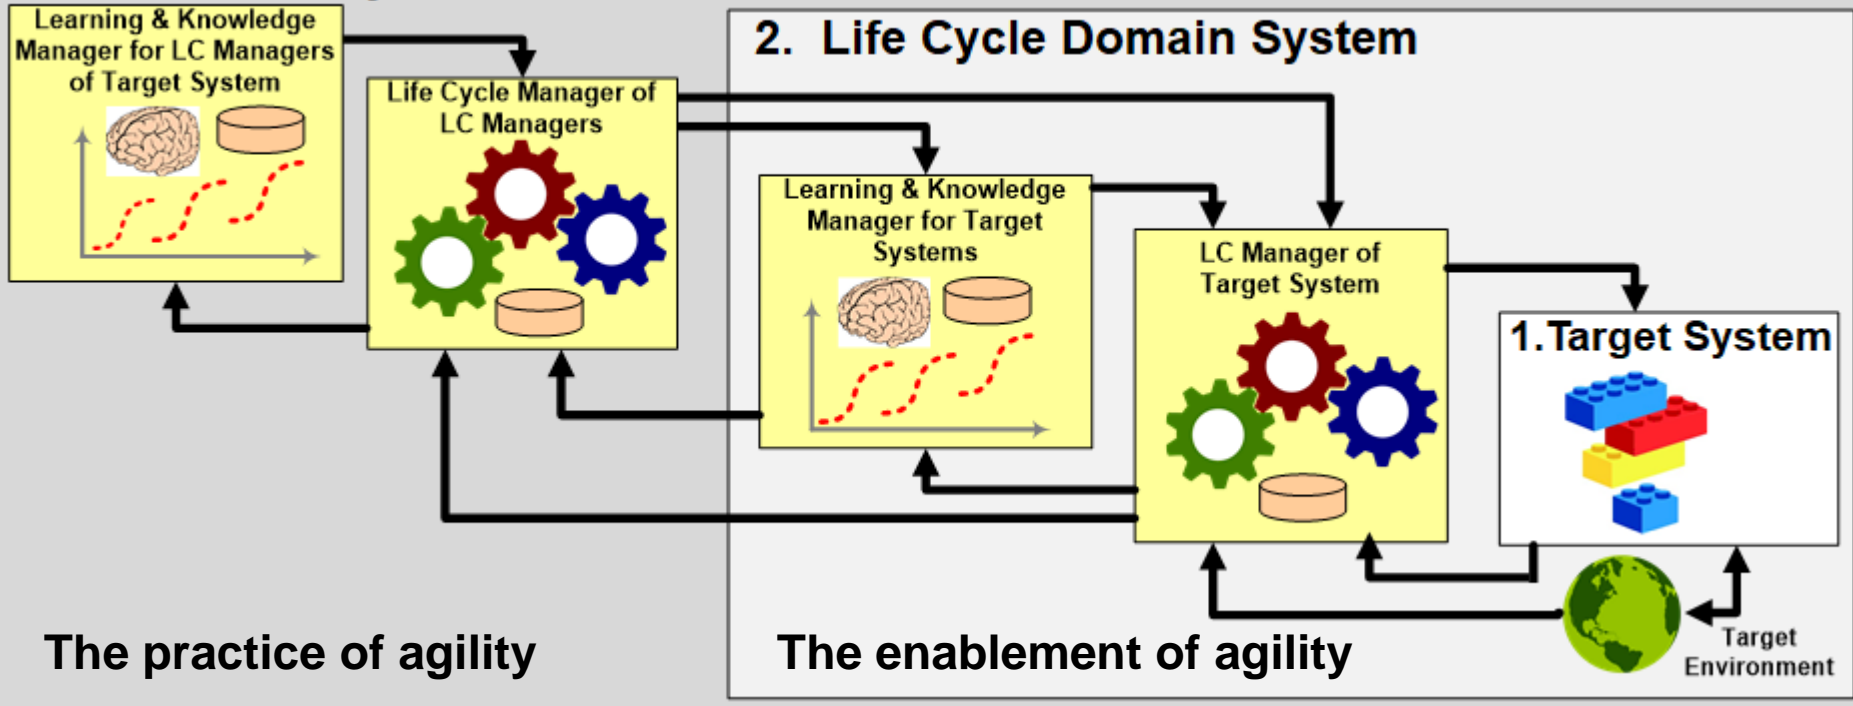 Learning & Knowledge
Manager for LC Managers
of Target System
2. Life Cycle Domain System
Life Cycle Manager of
LC Managers
Learning & Knowledge
Manager for Target
Systems
LC Manager of
Target System
1.Target System
Target
Environment
The practice of agility
The enablement of agility